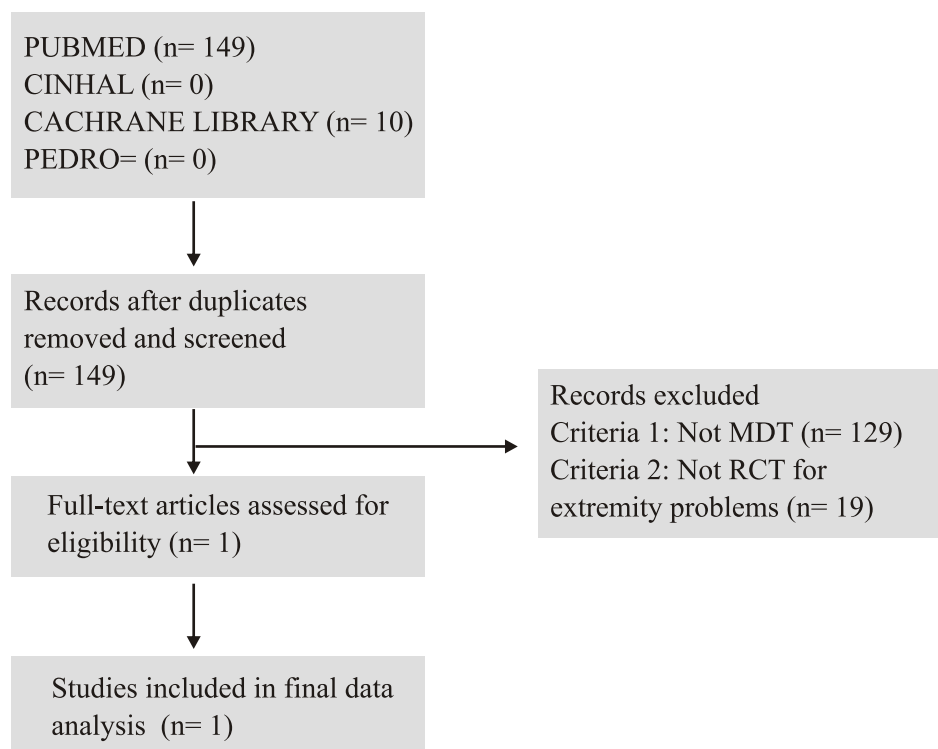 PUBMED (n= 149)
CINHAL (n= 0)
CACHRANE LIBRARY (n= 10)
PEDRO= (n= 0)
Records after duplicates
removed and screened
(n= 149)
Records excluded
Criteria 1: Not MDT (n= 129)
Criteria 2: Not RCT for
extremity problems (n= 19)
Full-text articles assessed for
eligibility (n= 1)
Studies included in final data
analysis (n= 1)